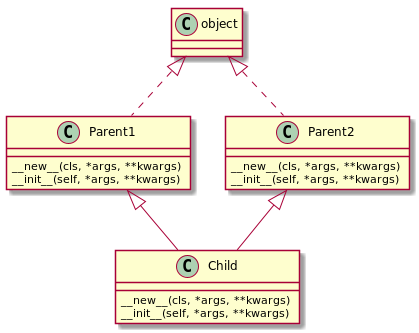 C object
C Parent1
__new__(cls, *args, **kwargs)
__init__(self, *args, **kwargs)
C Parent2
__new__(cls, *args, **kwargs)
__init__(self, *args, **kwargs)
C Child
__new__(cls, *args, **kwargs)
__init__(self, *args, **kwargs)